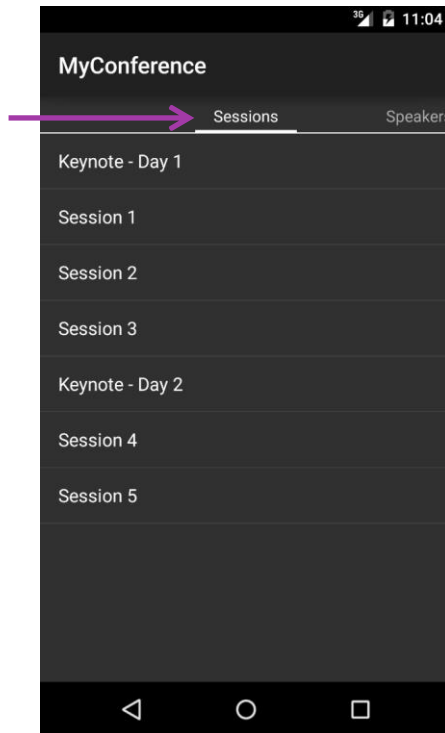 3G 11:04
MyConference
Sessions Speaker
Keynote - Day 1
Session 1
Session 2
Session 3
Keynote - Day 2
Session 4
Session 5